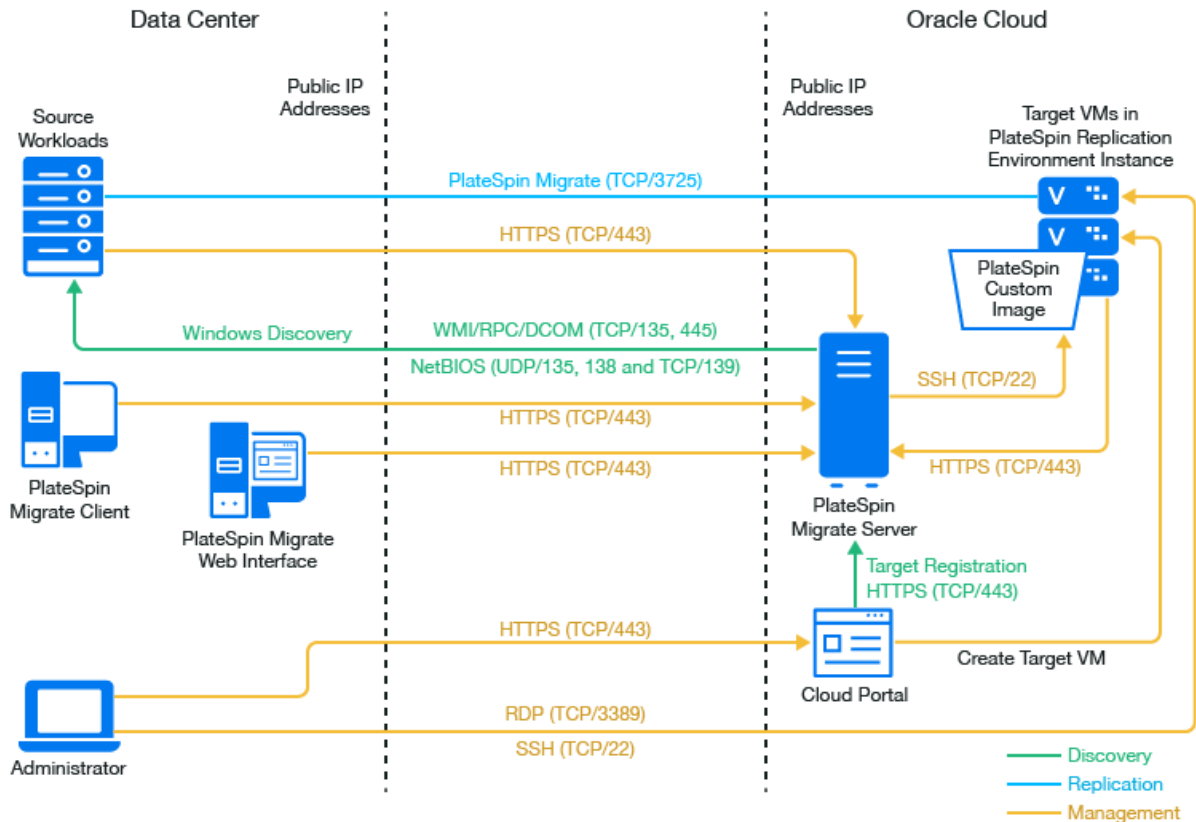 Data Center
Oracle Cloud
Public IP
Addresses
Public IP
Addresses
Source
Workloads
Target VMs in
PlateSpin Replication
Environment Instance
PlateSpin Migrate (TCP/3725)
V
HTTPS (TCP/443)
V
PlateSpin
Custom
Image
Windows Discovery
WMI/RPC/DCOM (TCP/135, 445)
NetBIOS (UDP/135, 138 and TCP/139)
SSH (TCP/22)
HTTPS (TCP/443)
HTTPS (TCP/443)
HTTPS (TCP/443)
PlateSpin
Migrate Client
PlateSpin
Migrate Server
PlateSpin Migrate
Web Interface
Target Registration
HTTPS (TCP/443)
HTTPS (TCP/443)
Create Target VM
Cloud Portal
RDP (TCP/3389)
SSH (TCP/22)
Administrator
Discovery
Replication
Management